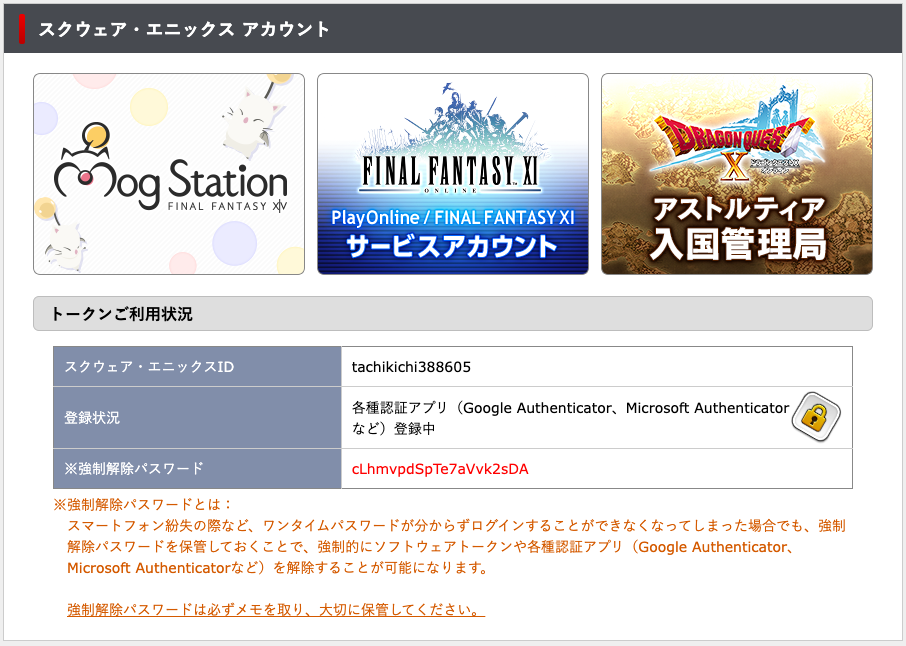 スクウェア・エニックス アカウント
Mog Station
FINAL FANTASY XIV
FINAL FANTASY XI
ONLINE
PlayOnline / FINAL FANTASY XI
サービスアカウント
DRAGON QUEST
X
アストルティア
入国管理局
トークンご利用状況
スクウェア・エニックスID
tachikichi388605
登録状況
各種認証アプリ（Google Authenticator、Microsoft Authenticator
など）登録中
※強制解除パスワード
cLhmvpdSpTe7aVvk2sDA
※強制解除パスワードとは：
スマートフォン紛失の際など、ワンタイムパスワードが分からずログインすることができなくなってしまった場合でも、強制
解除パスワードを保管しておくことで、強制的にソフトウェアトークンや各種認証アプリ（Google Authenticator、
Microsoft Authenticatorなど）を解除することが可能になります。
強制解除パスワードは必ずメモを取り、大切に保管してください。